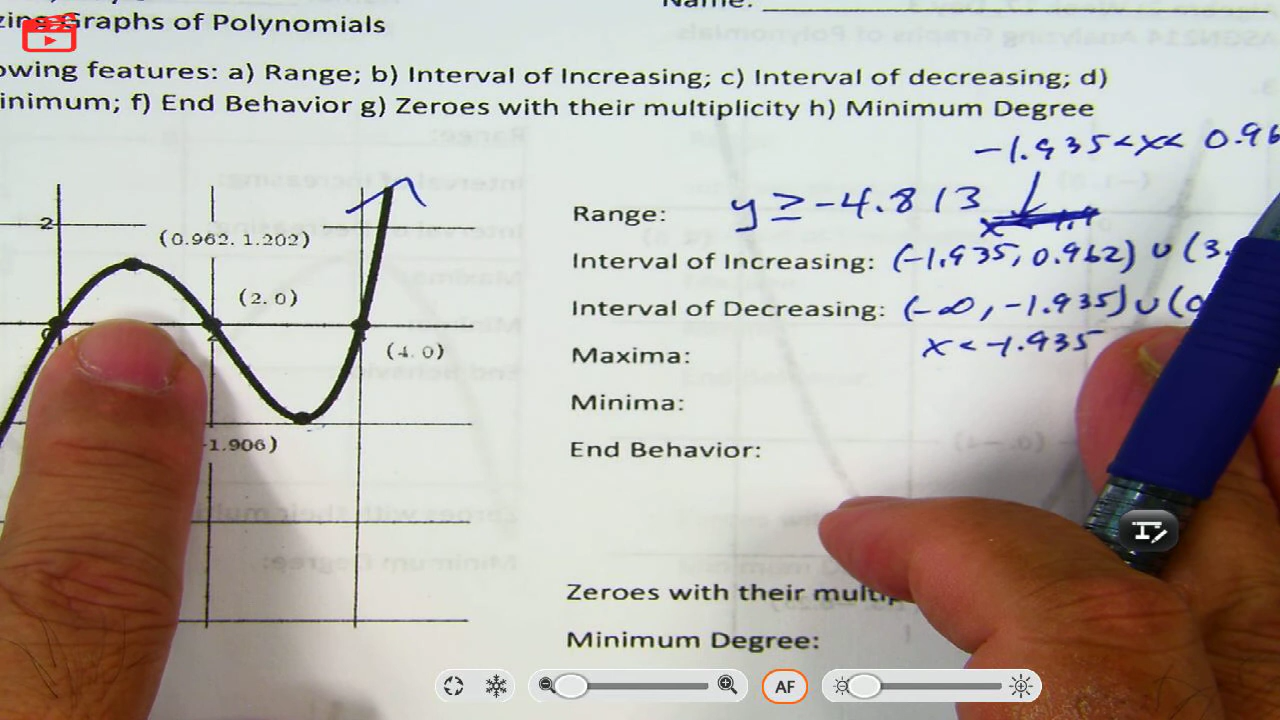 Name:
zing Graphs of Polynomials
owing features: a) Range; b) Interval of Increasing; c) Interval of decreasing; d)
inimum; f) End Behavior g) Zeroes with their multiplicity h) Minimum Degree
-1.935 < x < 0.96
Range: y ≥ -4.813
Interval of Increasing: (-1.935, 0.962) ∪ (3.
Interval of Decreasing: (-∞, -1.935) ∪ (0
x < -1.935
Maxima:
Minima:
End Behavior:
Zeroes with their multip
Minimum Degree:
2
(0.962, 1.202)
(2, 0)
(4, 0)
-1.906)
AF